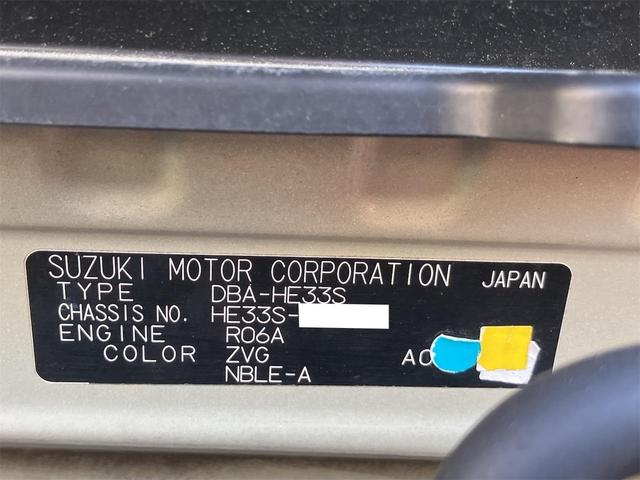 SUZUKI MOTOR CORPORATION JAPAN
TYPE DBA-HE33S
CHASSIS NO. HE33S-
ENGINE R06A
COLOR ZVG AC
NBLE-A